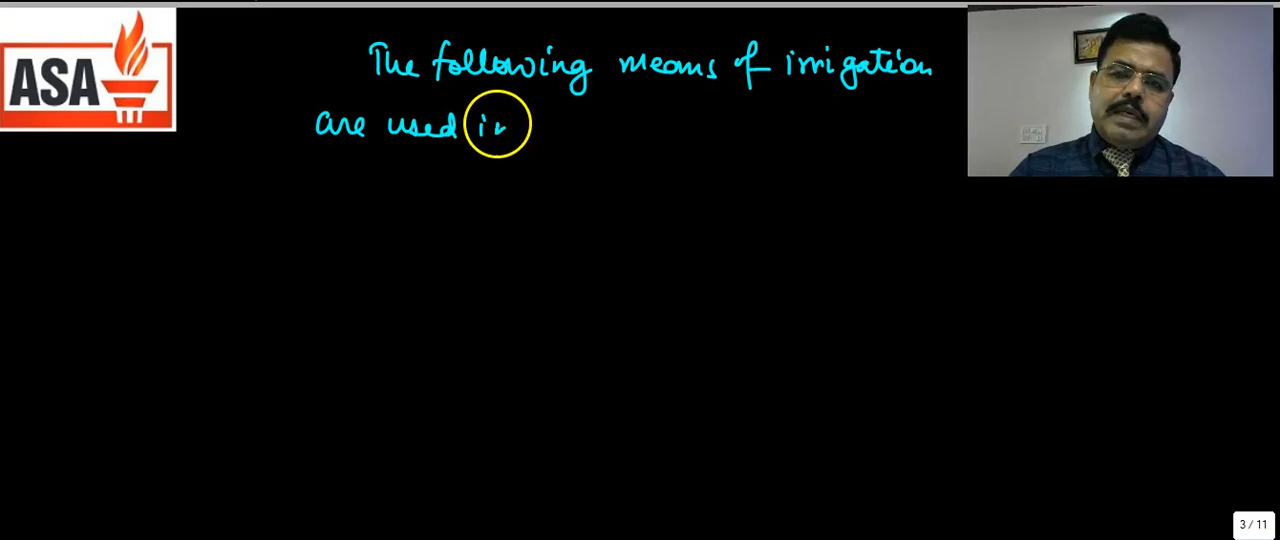 ASA
The following means of irrigation
are used in
3 / 11